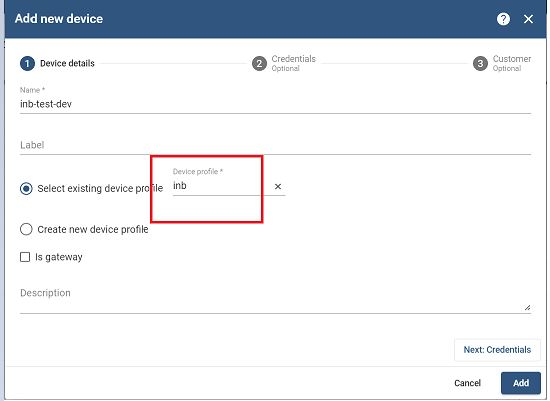 Add new device
1 Device details
2 Credentials
Optional
3 Customer
Optional
Name *
inb-test-dev
Label
Select existing device profile
Device profile *
inb
Create new device profile
Is gateway
Description
Next: Credentials
Cancel
Add